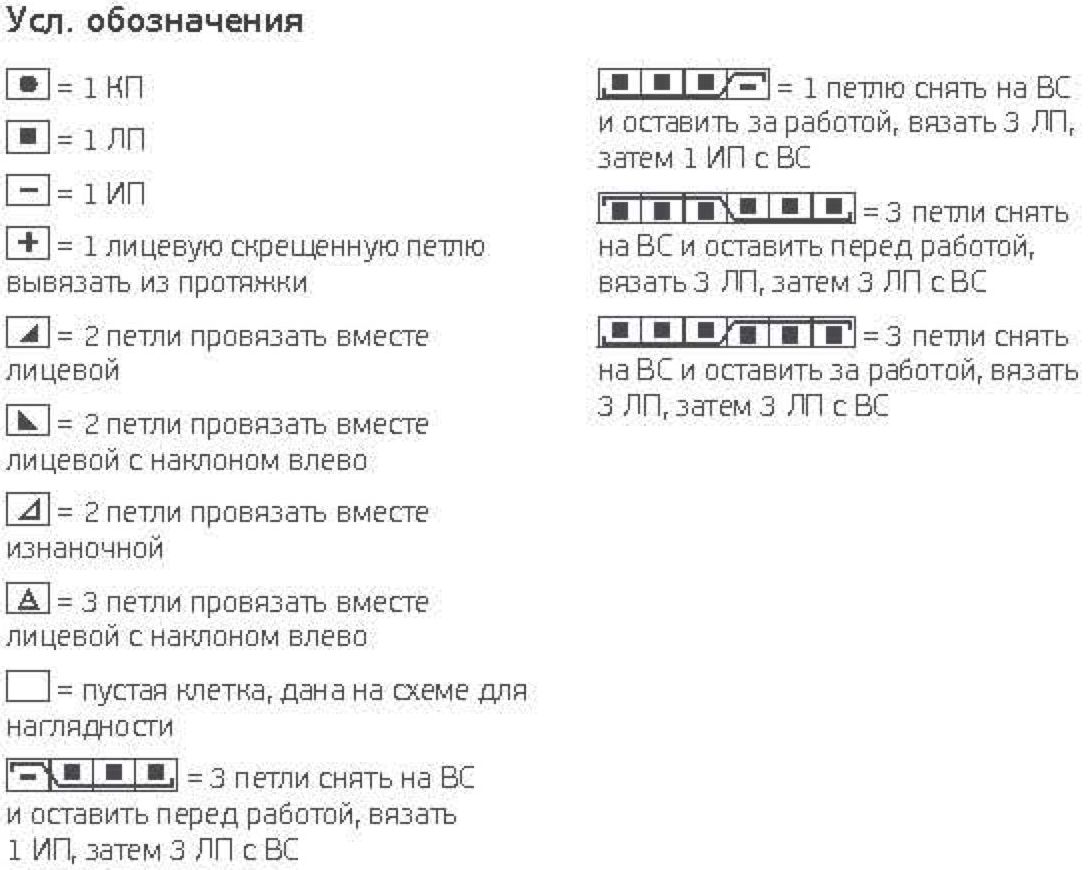 Усл. обозначения
= 1 КП
= 1 ЛП
= 1 ИП
= 1 лицевую скрещенную петлю
вывязать из протяжки
= 2 петли провязать вместе
лицевой
= 2 петли провязать вместе
лицевой с наклоном влево
= 2 петли провязать вместе
изнаночной
= 3 петли провязать вместе
лицевой с наклоном влево
= пустая клетка, дана на схеме для
наглядности
= 3 петли снять на ВС
и оставить перед работой, вязать
1 ИП, затем 3 ЛП с ВС
= 1 петлю снять на ВС
и оставить за работой, вязать 3 ЛП,
затем 1 ИП с ВС
= 3 петли снять
на ВС и оставить перед работой,
вязать 3 ЛП, затем 3 ЛП с ВС
= 3 петли снять
на ВС и оставить за работой, вязать
3 ЛП, затем 3 ЛП с ВС